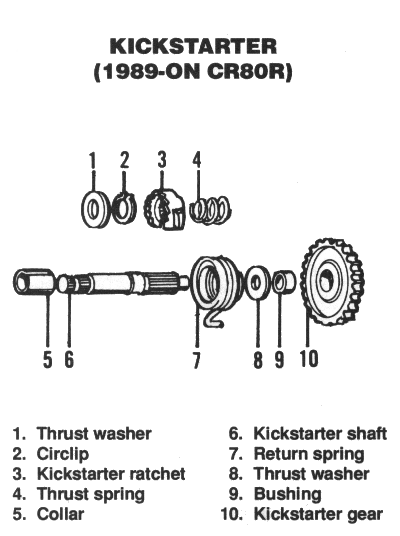 KICKSTARTER
(1989-ON CR80R)
1 2 3 4
5 6 7 8 9 10
1. Thrust washer
2. Circlip
3. Kickstarter ratchet
4. Thrust spring
5. Collar
6. Kickstarter shaft
7. Return spring
8. Thrust washer
9. Bushing
10. Kickstarter gear